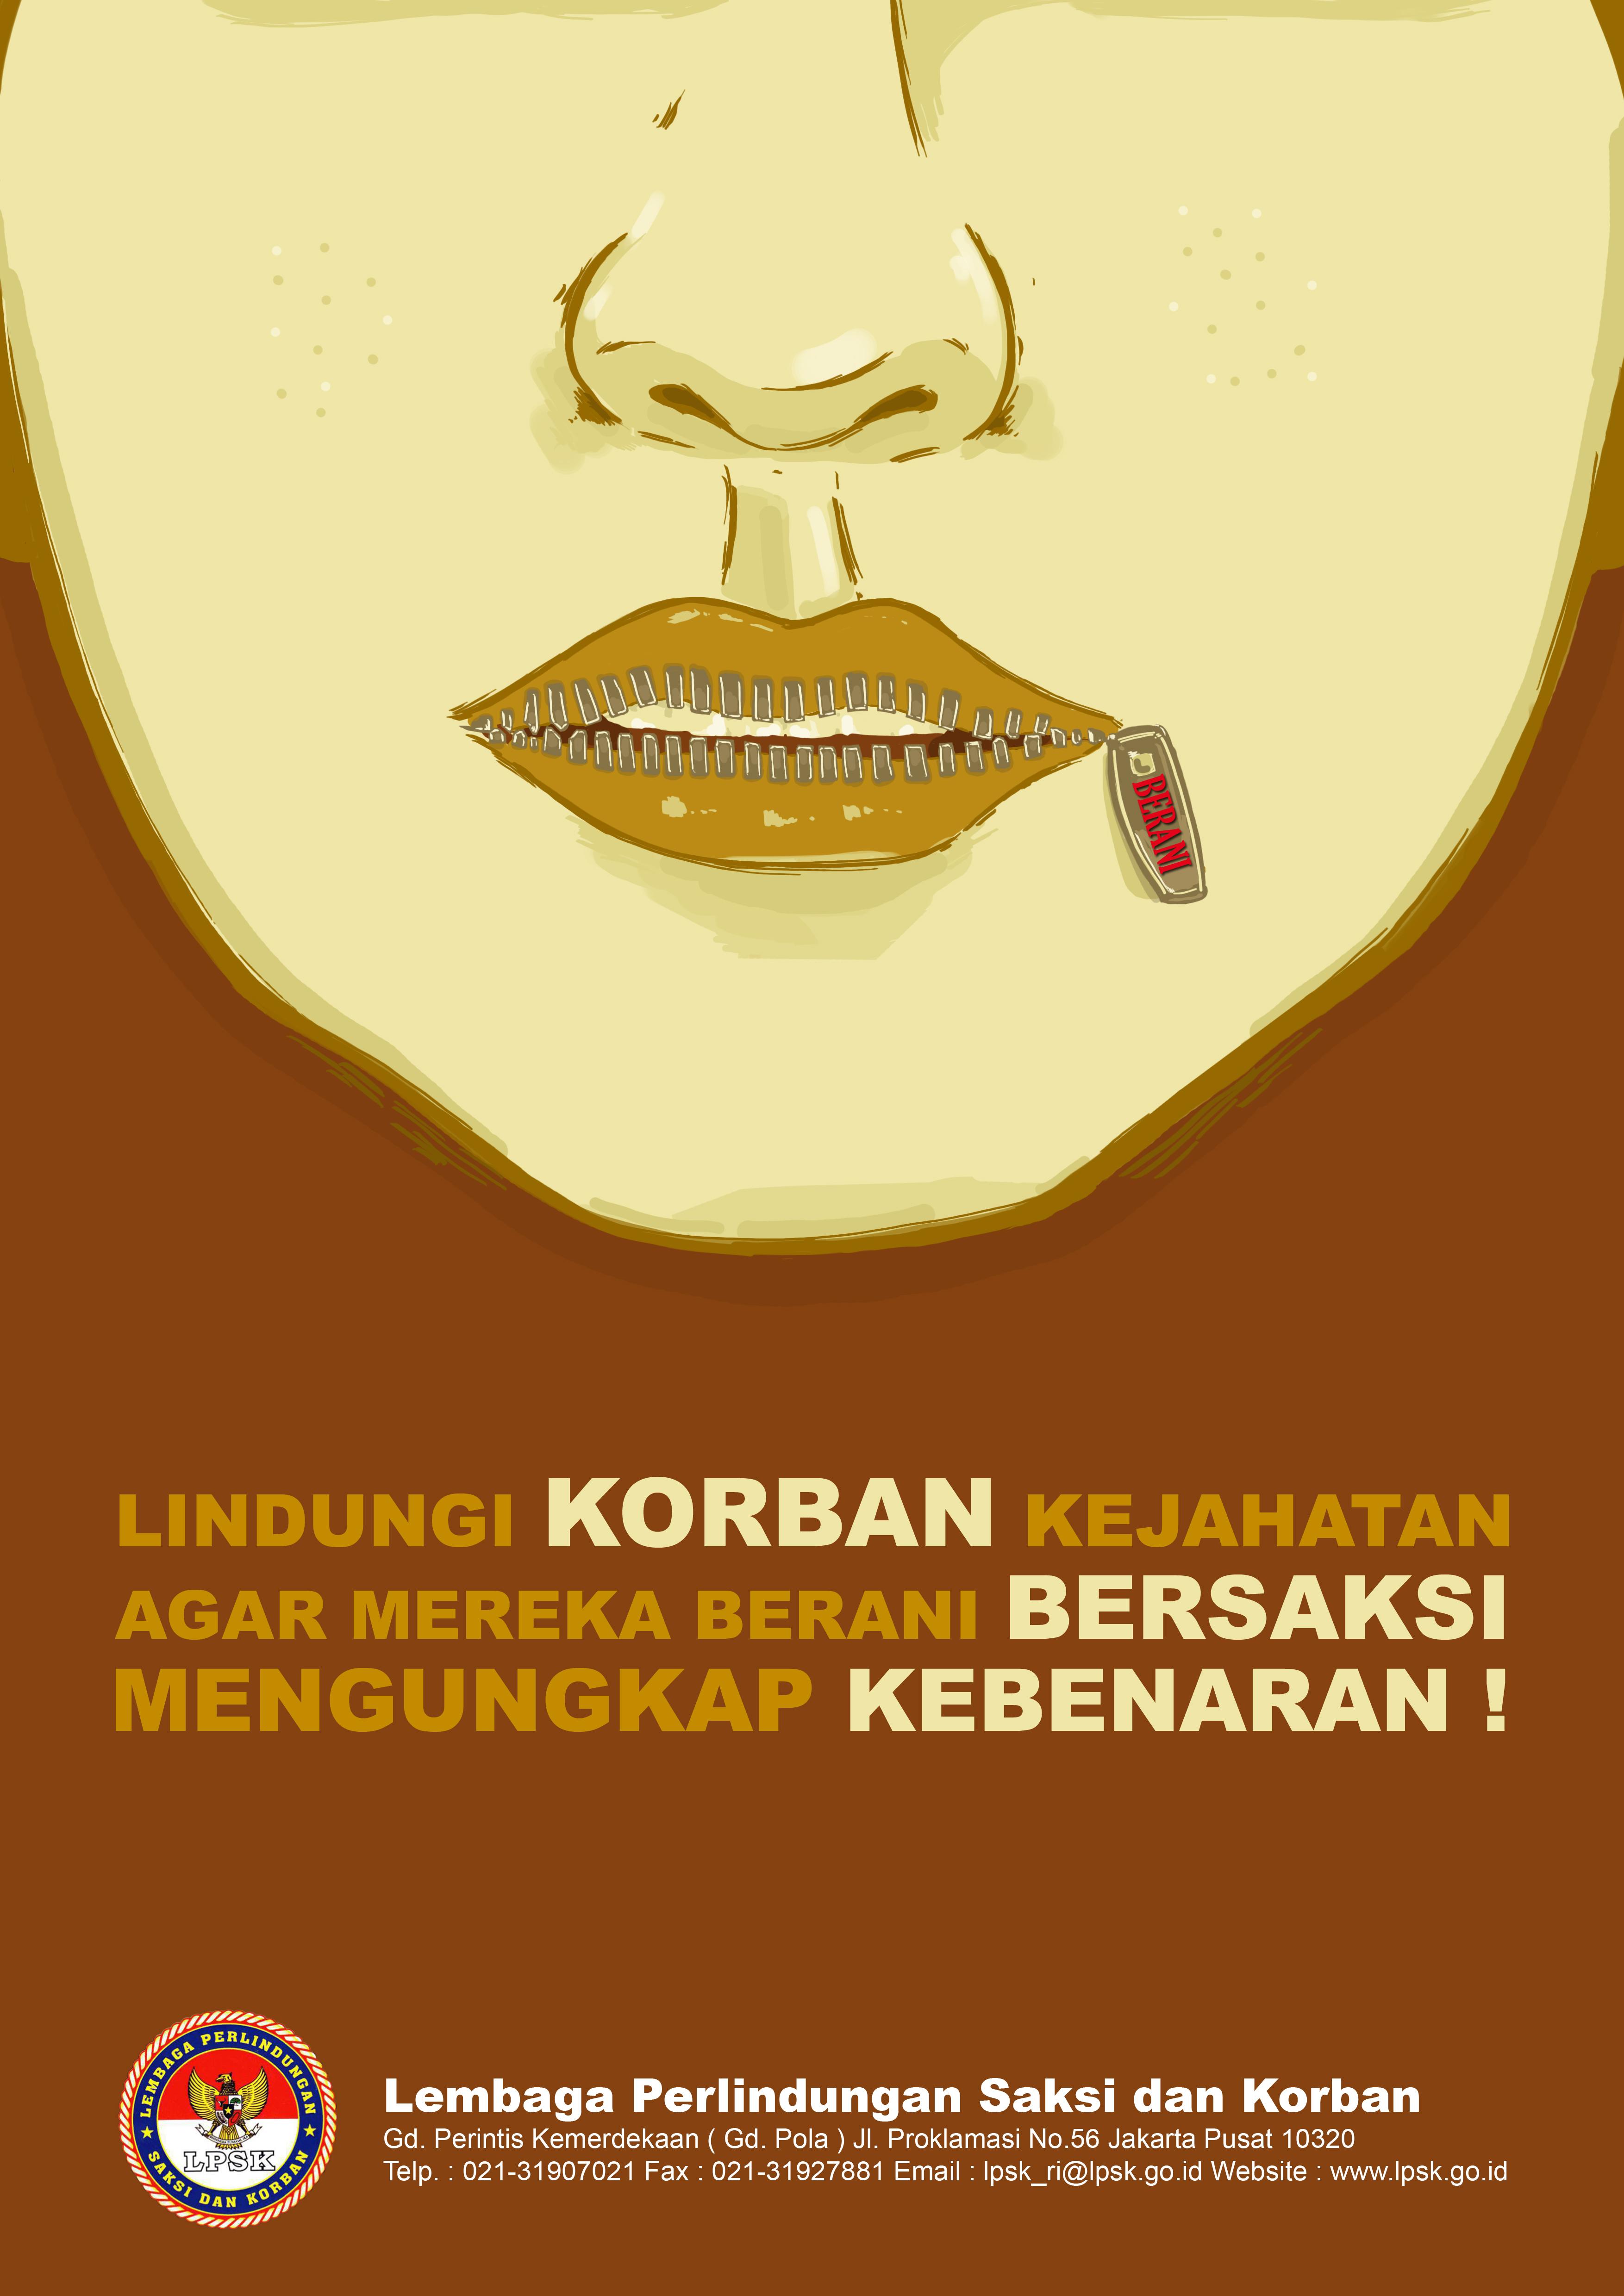 BERANI
LINDUNGI KORBAN KEJAHATAN
AGAR MEREKA BERANI BERSAKSI
MENGUNGKAP KEBENARAN !
LEMBAGA PERLINDUNGAN
LPSK
SAKSI DAN KORBAN
Lembaga Perlindungan Saksi dan Korban
Gd. Perintis Kemerdekaan ( Gd. Pola ) Jl. Proklamasi No.56 Jakarta Pusat 10320
Telp. : 021-31907021 Fax : 021-31927881 Email : lpsk_ri@lpsk.go.id Website : www.lpsk.go.id